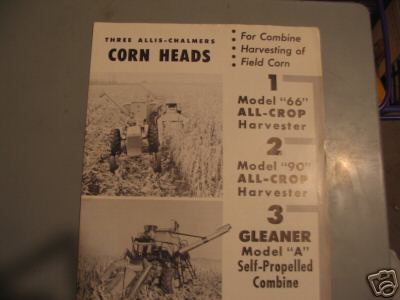 THREE ALLIS-CHALMERS
CORN HEADS
• For Combine
• Harvesting of
• Field Corn
1
Model "66"
ALL-CROP
Harvester
2
Model "90"
ALL-CROP
Harvester
3
GLEANER
Model "A"
Self-Propelled
Combine